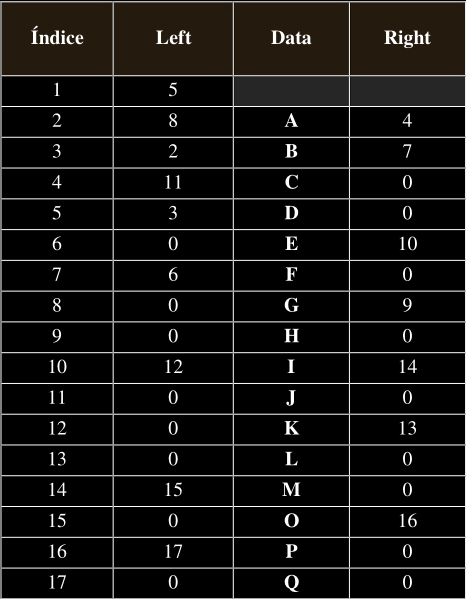 Índice Left Data Right
1 5
2 8 A 4
3 2 B 7
4 11 C 0
5 3 D 0
6 0 E 10
7 6 F 0
8 0 G 9
9 0 H 0
10 12 I 14
11 0 J 0
12 0 K 13
13 0 L 0
14 15 M 0
15 0 O 16
16 17 P 0
17 0 Q 0